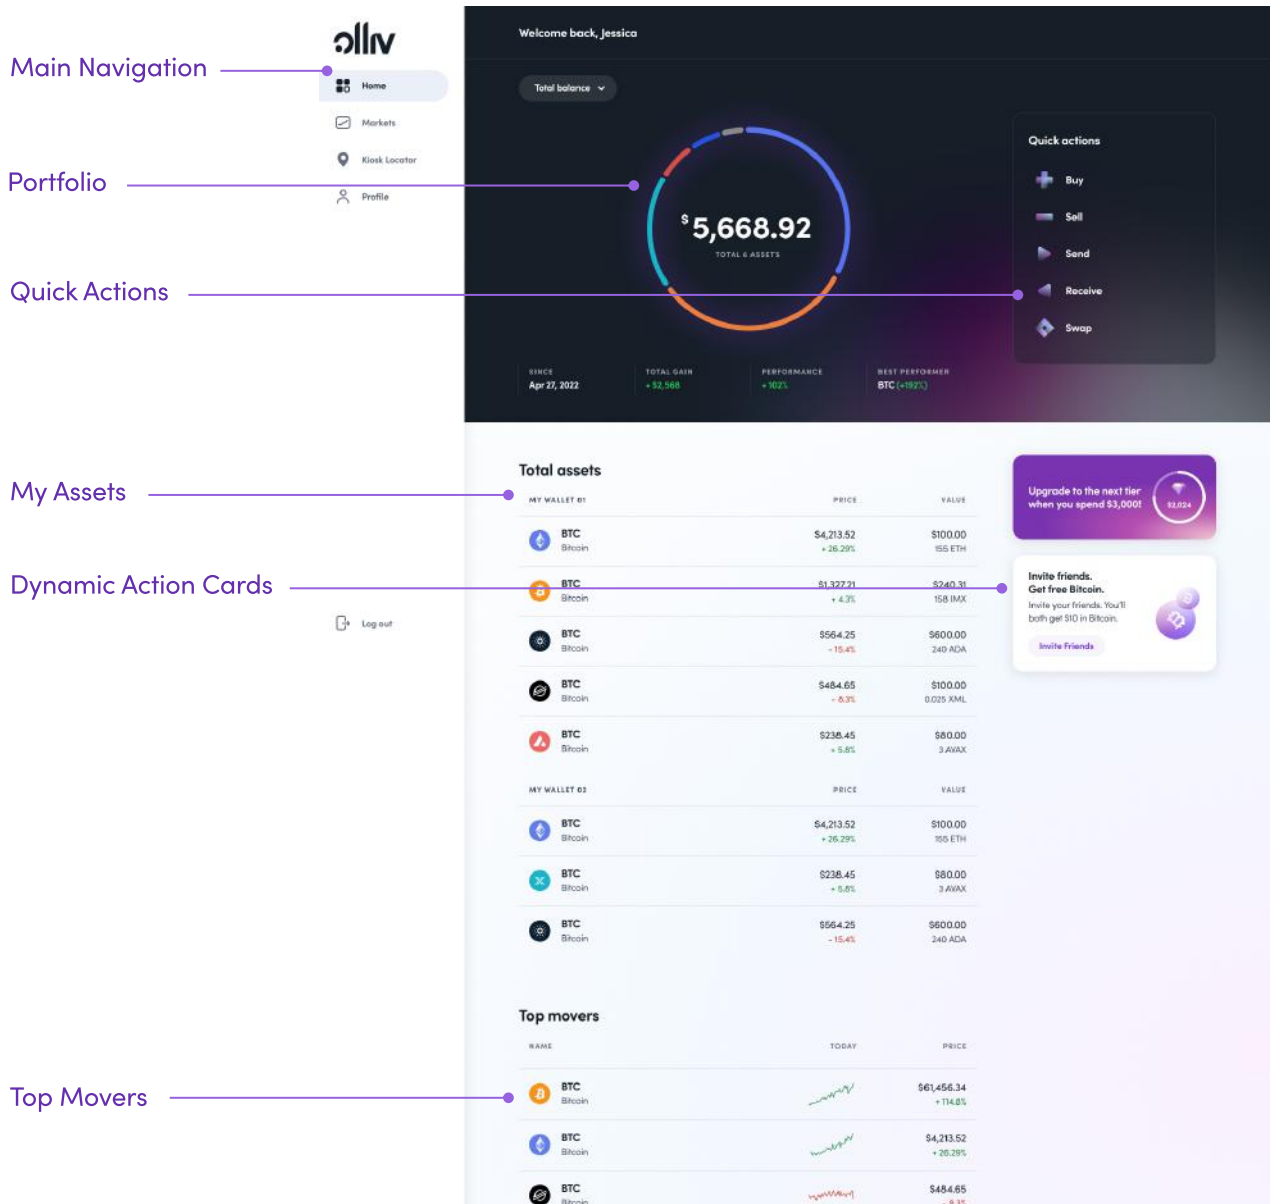 olliv
Main Navigation
Portfolio
Quick Actions
My Assets
Dynamic Action Cards
Top Movers
Home
Markets
Kiosk Locator
Profile
Log out
Welcome back, Jessica
Total balance
$5,668.92
TOTAL 6 ASSETS
Quick actions
Buy
Sell
Send
Receive
Swap
SINCE TOTAL GAIN PERFORMANCE BEST PERFORMER
Apr 27, 2022 + $2,568 + 102% BTC (+192%)
Total assets
MY WALLET 01 PRICE VALUE
BTC $4,213.52 $100.00
Bitcoin + 26.29% 155 ETH
BTC $1,327.21 $240.31
Bitcoin + 4.3% 158 IMX
BTC $564.25 $600.00
Bitcoin - 15.4% 240 ADA
BTC $484.65 $100.00
Bitcoin - 8.3% 0.025 XML
BTC $238.45 $80.00
Bitcoin + 5.8% 3 AVAX
MY WALLET 02 PRICE VALUE
BTC $4,213.52 $100.00
Bitcoin + 26.29% 155 ETH
BTC $238.45 $80.00
Bitcoin + 5.8% 3 AVAX
BTC $564.25 $600.00
Bitcoin - 15.4% 240 ADA
Upgrade to the next tier
when you spend $3,000!
$2,024
Invite friends.
Get free Bitcoin.
Invite your friends. You'll
both get $10 in Bitcoin.
Invite Friends
Top movers
NAME TODAY PRICE
BTC $61,456.34
Bitcoin + 114.8%
BTC $4,213.52
Bitcoin + 26.29%
BTC $484.65
Bitcoin - 8.3%